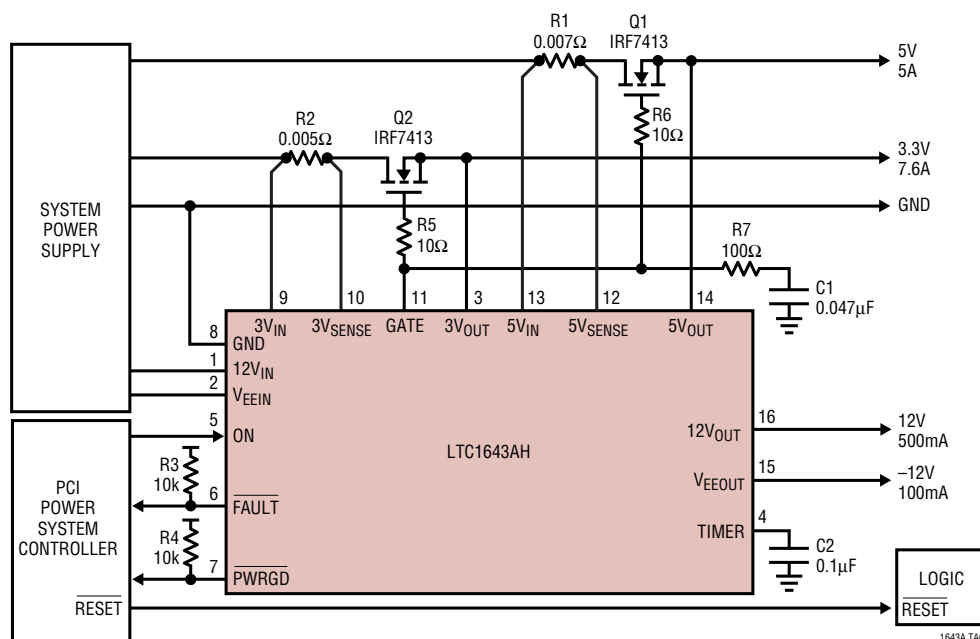 R1
0.007Ω
Q1
IRF7413
5V
5A
R2
0.005Ω
Q2
IRF7413
R6
10Ω
3.3V
7.6A
SYSTEM
POWER
SUPPLY
GND
R5
10Ω
R7
100Ω
C1
0.047µF
9
10
11
3
13
12
14
3VIN
3VSENSE
GATE
3VOUT
5VIN
5VSENSE
5VOUT
8
GND
1
12VIN
2
VEEIN
5
ON
LTC1643AH
12VOUT
16
12V
500mA
VEEOUT
15
–12V
100mA
PCI
POWER
SYSTEM
CONTROLLER
R3
10k
6
FAULT
R4
10k
7
PWRGD
TIMER
4
C2
0.1µF
RESET
LOGIC
RESET